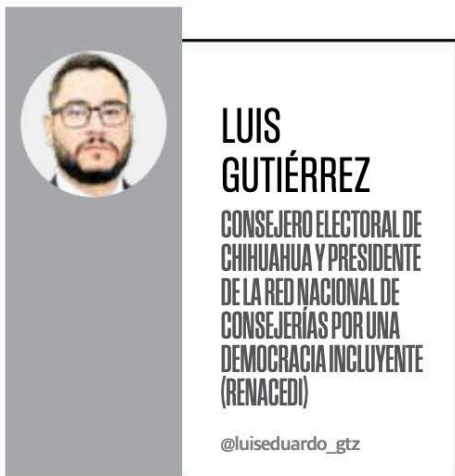 LUIS
GUTIÉRREZ
CONSEJERO ELECTORAL DE
CHIHUAHUA Y PRESIDENTE
DE LA RED NACIONAL DE
CONSEJERÍAS POR UNA
DEMOCRACIA INCLUYENTE
(RENACEDI)
@luiseduardo_gtz